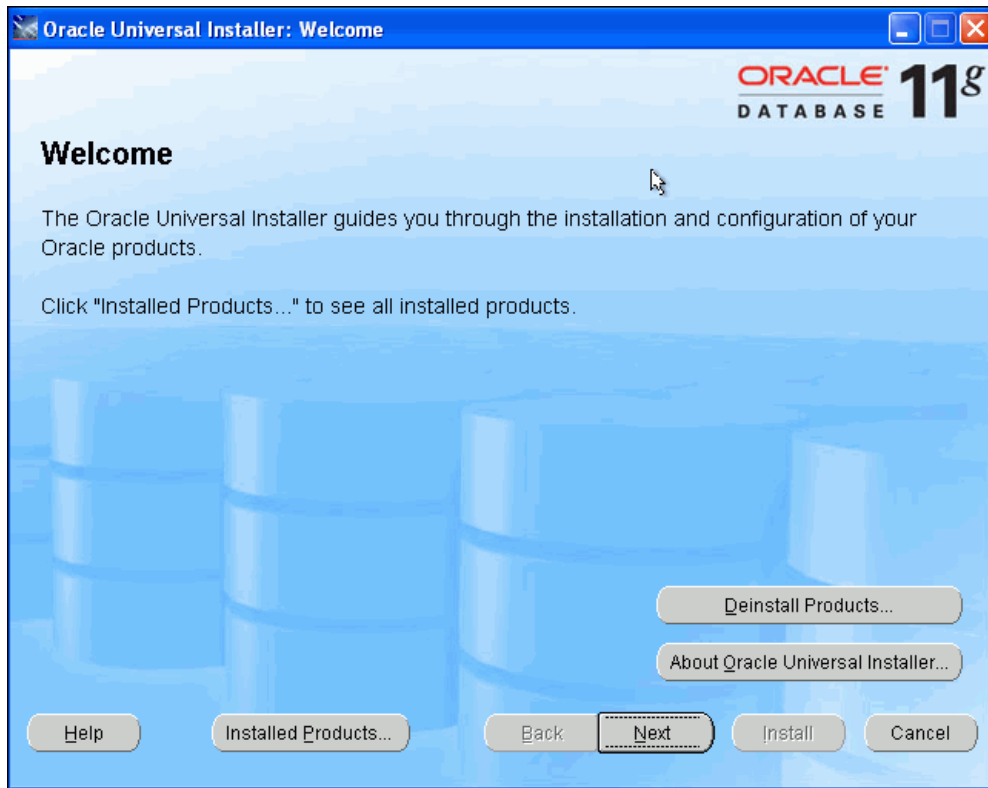 Oracle Universal Installer: Welcome
ORACLE
DATABASE 11g
Welcome
The Oracle Universal Installer guides you through the installation and configuration of your
Oracle products.
Click "Installed Products..." to see all installed products.
Deinstall Products...
About Oracle Universal Installer...
Help
Installed Products...
Back
Next
Install
Cancel